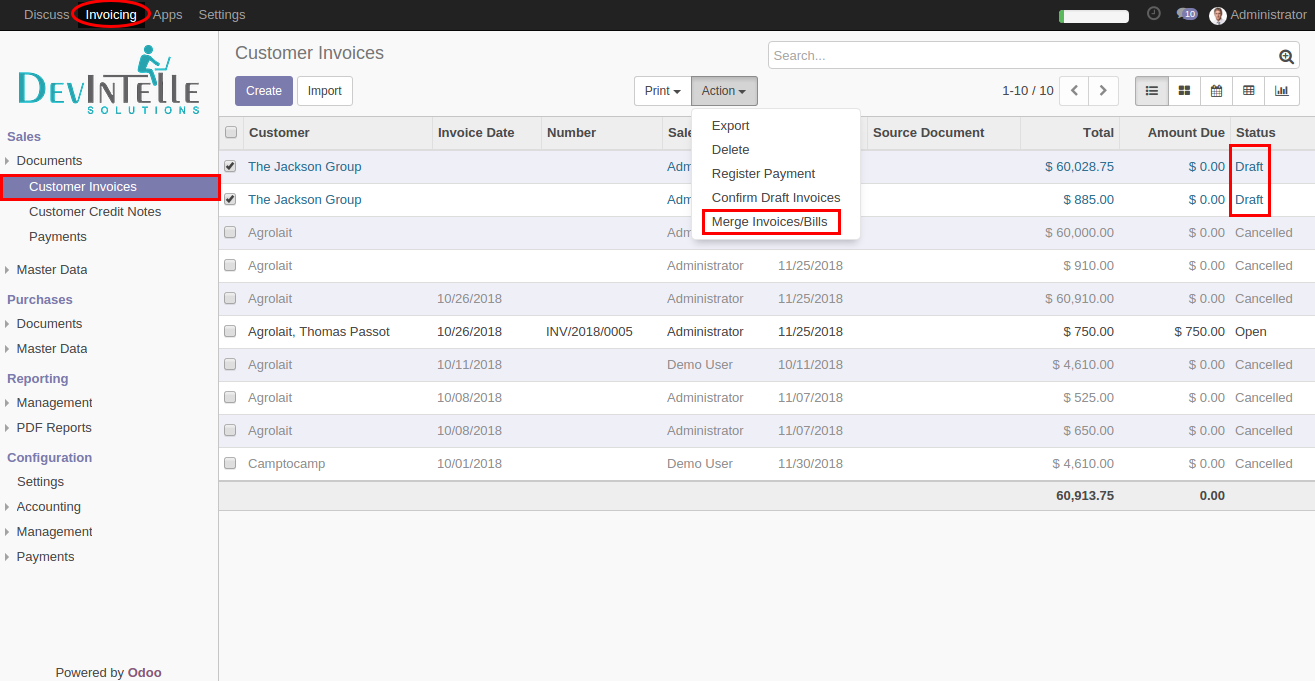 Discuss Invoicing Apps Settings 10 Administrator
DEVINTELLE
SOLUTIONS
Customer Invoices Search...
Create Import Print Action 1-10 / 10
Sales
Documents
Customer Invoices
Customer Credit Notes
Payments
Master Data
Purchases
Documents
Master Data
Reporting
Management
PDF Reports
Configuration
Settings
Accounting
Management
Payments
Powered by Odoo
Export
Delete
Register Payment
Confirm Draft Invoices
Merge Invoices/Bills
Customer Invoice Date Number Source Document Total Amount Due Status
The Jackson Group $ 60,028.75 $ 0.00 Draft
The Jackson Group $ 885.00 $ 0.00 Draft
Agrolait $ 60,000.00 $ 0.00 Cancelled
Agrolait Administrator 11/25/2018 $ 910.00 $ 0.00 Cancelled
Agrolait 10/26/2018 Administrator 11/25/2018 $ 60,910.00 $ 0.00 Cancelled
Agrolait, Thomas Passot 10/26/2018 INV/2018/0005 Administrator 11/25/2018 $ 750.00 $ 750.00 Open
Agrolait 10/11/2018 Demo User 10/11/2018 $ 4,610.00 $ 0.00 Cancelled
Agrolait 10/08/2018 Administrator 11/07/2018 $ 525.00 $ 0.00 Cancelled
Agrolait 10/08/2018 Administrator 11/07/2018 $ 650.00 $ 0.00 Cancelled
Camptocamp 10/01/2018 Demo User 11/30/2018 $ 4,610.00 $ 0.00 Cancelled
60,913.75 0.00